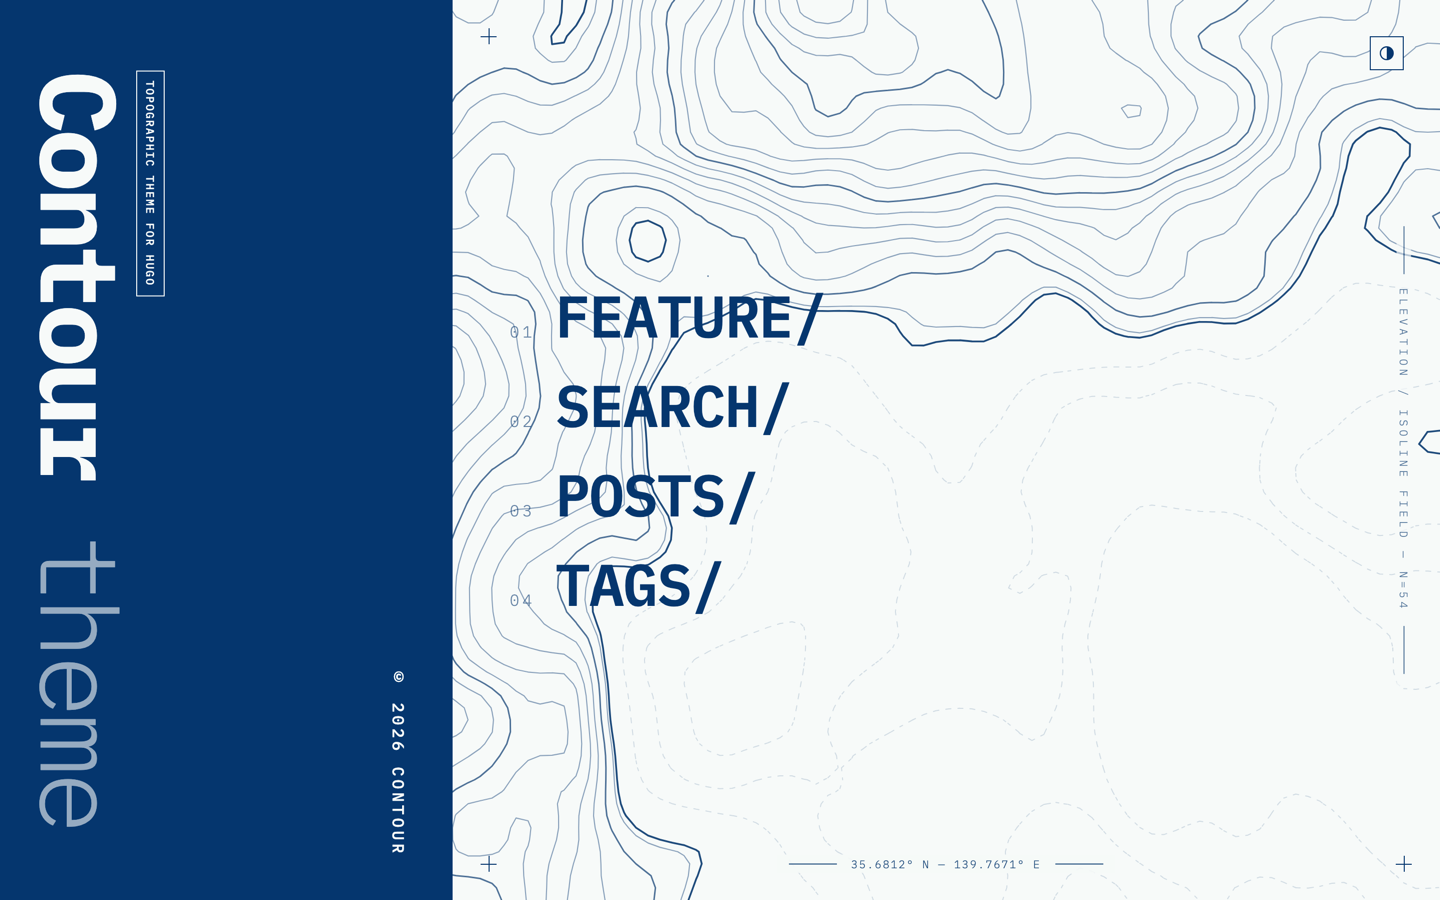 Contour theme
TOPOGRAPHIC THEME FOR HUGO
© 2026 CONTOUR
01 FEATURE/
02 SEARCH/
03 POSTS/
04 TAGS/
ELEVATION / ISOLINE FIELD — N=54
35.6812° N — 139.7671° E